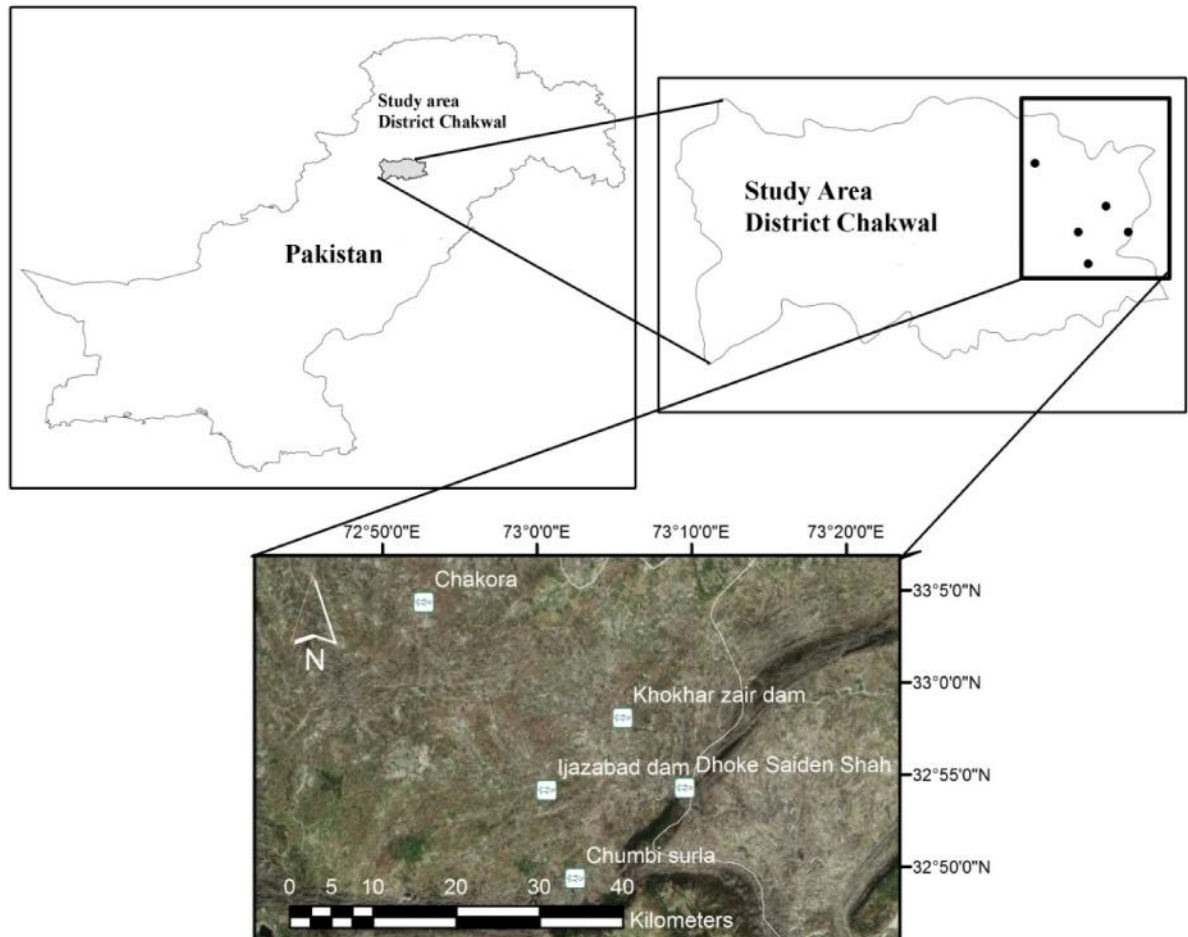 Study area
District Chakwal
Pakistan
Study Area
District Chakwal
72°50'0"E 73°0'0"E 73°10'0"E 73°20'0"E
33°5'0"N
33°0'0"N
32°55'0"N
32°50'0"N
Chakora
N
Khokhar zair dam
Ijazabad dam
Dhoke Saiden Shah
Chumbi surla
0 5 10 20 30 40
Kilometers